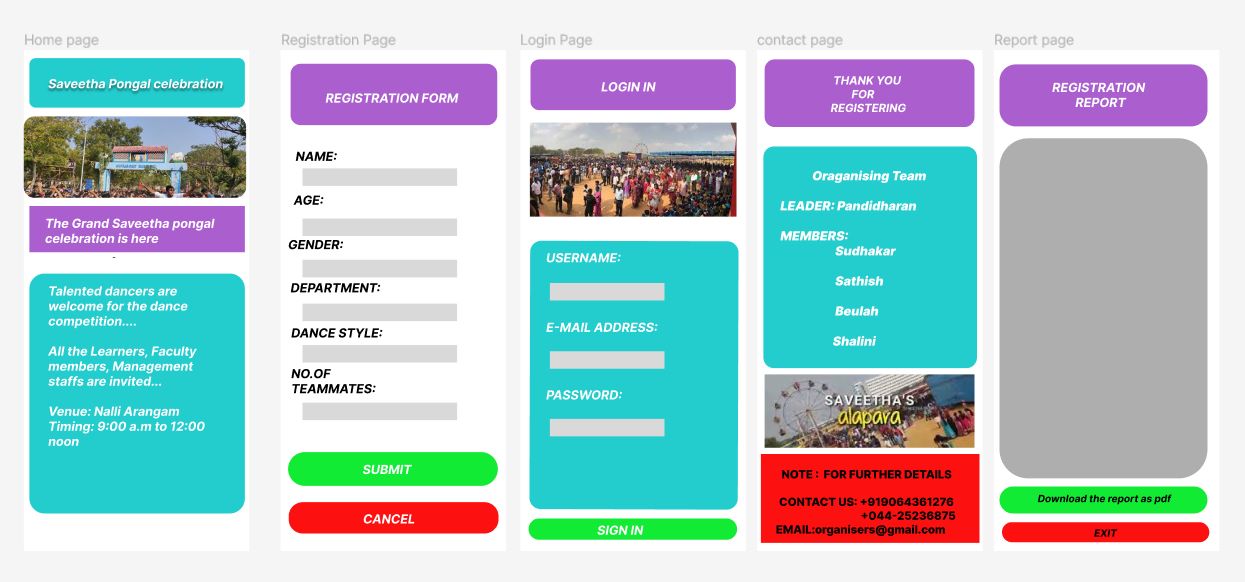 Home page
Saveetha Pongal celebration
The Grand Saveetha pongal
celebration is here
Talented dancers are
welcome for the dance
competition....
All the Learners, Faculty
members, Management
staffs are invited...
Venue: Nalli Arangam
Timing: 9:00 a.m to 12:00
noon
Registration Page
REGISTRATION FORM
NAME:
AGE:
GENDER:
DEPARTMENT:
DANCE STYLE:
NO.OF
TEAMMATES:
SUBMIT
CANCEL
Login Page
LOGIN IN
USERNAME:
E-MAIL ADDRESS:
PASSWORD:
SIGN IN
contact page
THANK YOU
FOR
REGISTERING
Oraganising Team
LEADER: Pandidharan
MEMBERS:
Sudhakar
Sathish
Beulah
Shalini
SAVEETHA'S
alapara
NOTE : FOR FURTHER DETAILS
CONTACT US: +919064361276
+044-25236875
EMAIL:organisers@gmail.com
Report page
REGISTRATION
REPORT
Download the report as pdf
EXIT